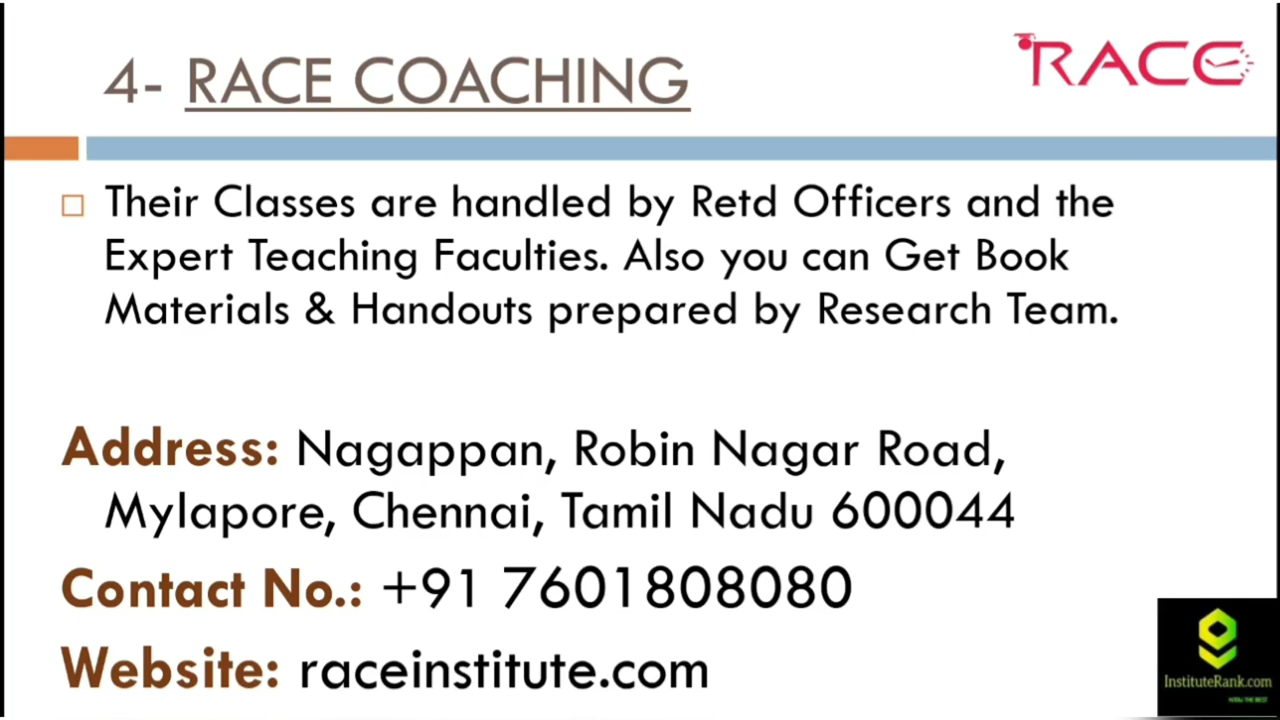 4- RACE COACHING
RACE
Their Classes are handled by Retd Officers and the
Expert Teaching Faculties. Also you can Get Book
Materials & Handouts prepared by Research Team.
Address: Nagappan, Robin Nagar Road,
Mylapore, Chennai, Tamil Nadu 600044
Contact No.: +91 7601808080
Website: raceinstitute.com
InstituteRank.com